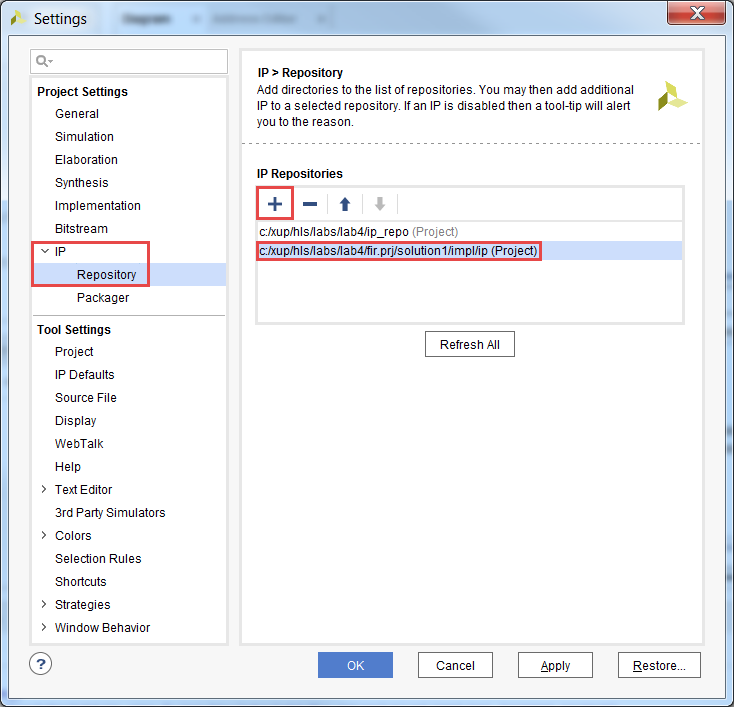 Settings
Project Settings
General
Simulation
Elaboration
Synthesis
Implementation
Bitstream
IP
Repository
Packager
Tool Settings
Project
IP Defaults
Source File
Display
WebTalk
Help
Text Editor
3rd Party Simulators
Colors
Selection Rules
Shortcuts
Strategies
Window Behavior
IP > Repository
Add directories to the list of repositories. You may then add additional
IP to a selected repository. If an IP is disabled then a tool-tip will alert
you to the reason.
IP Repositories
c:/xup/hls/labs/lab4/ip_repo (Project)
c:/xup/hls/labs/lab4/fir.prj/solution1/impl/ip (Project)
Refresh All
?
OK
Cancel
Apply
Restore...